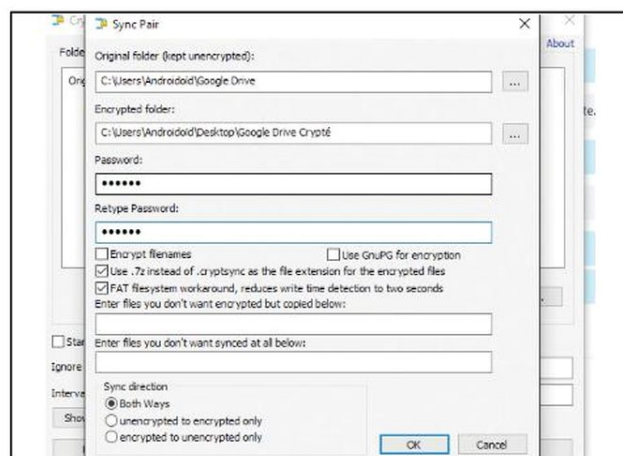 Sync Pair
About
Original folder (kept unencrypted):
C:\Users\Androidoid\Google Drive
...
Encrypted folder:
C:\Users\Androidoid\Desktop\Google Drive Crypté
...
Password:
••••••
Retype Password:
••••••
Encrypt filenames
Use GnuPG for encryption
Use .7z instead of .cryptsync as the file extension for the encrypted files
FAT filesystem workaround, reduces write time detection to two seconds
Enter files you don't want encrypted but copied below:
Enter files you don't want synced at all below:
Ignore
Sync direction
Both Ways
unencrypted to encrypted only
encrypted to unencrypted only
OK
Cancel